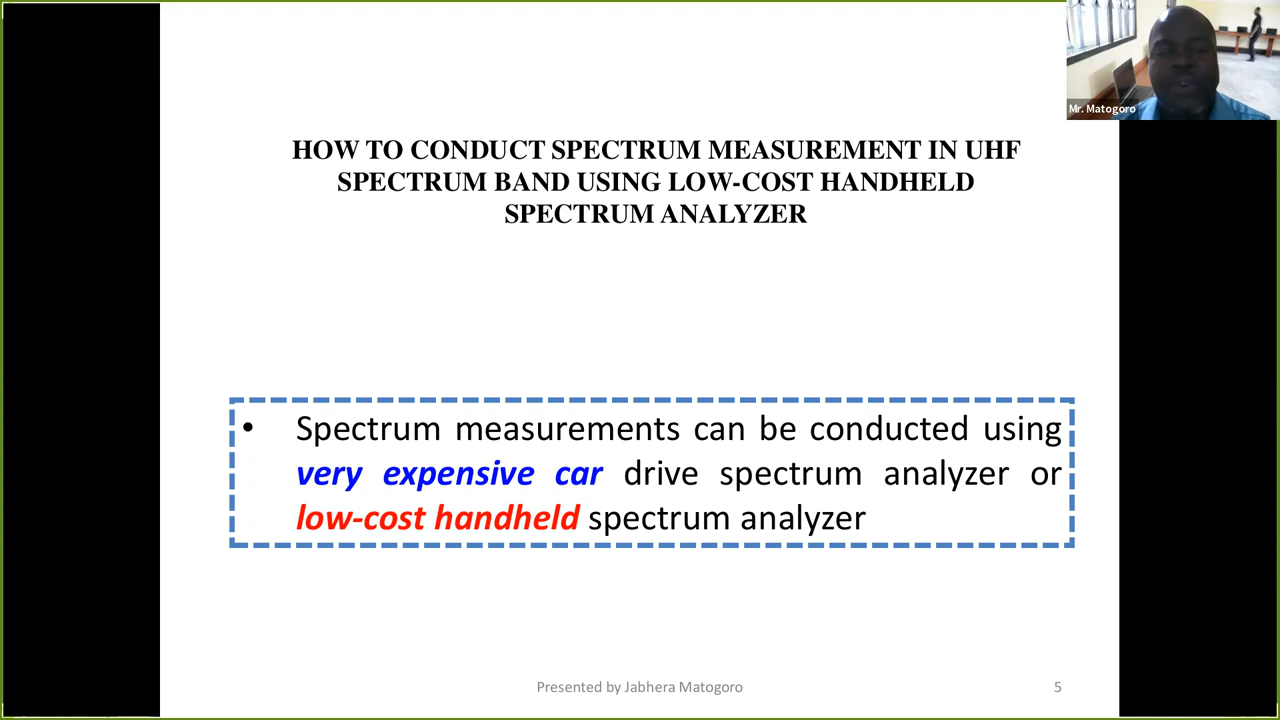 Mr. Matogoro
HOW TO CONDUCT SPECTRUM MEASUREMENT IN UHF
SPECTRUM BAND USING LOW-COST HANDHELD
SPECTRUM ANALYZER
• Spectrum measurements can be conducted using
very expensive car drive spectrum analyzer or
low-cost handheld spectrum analyzer
Presented by Jabhera Matogoro
5